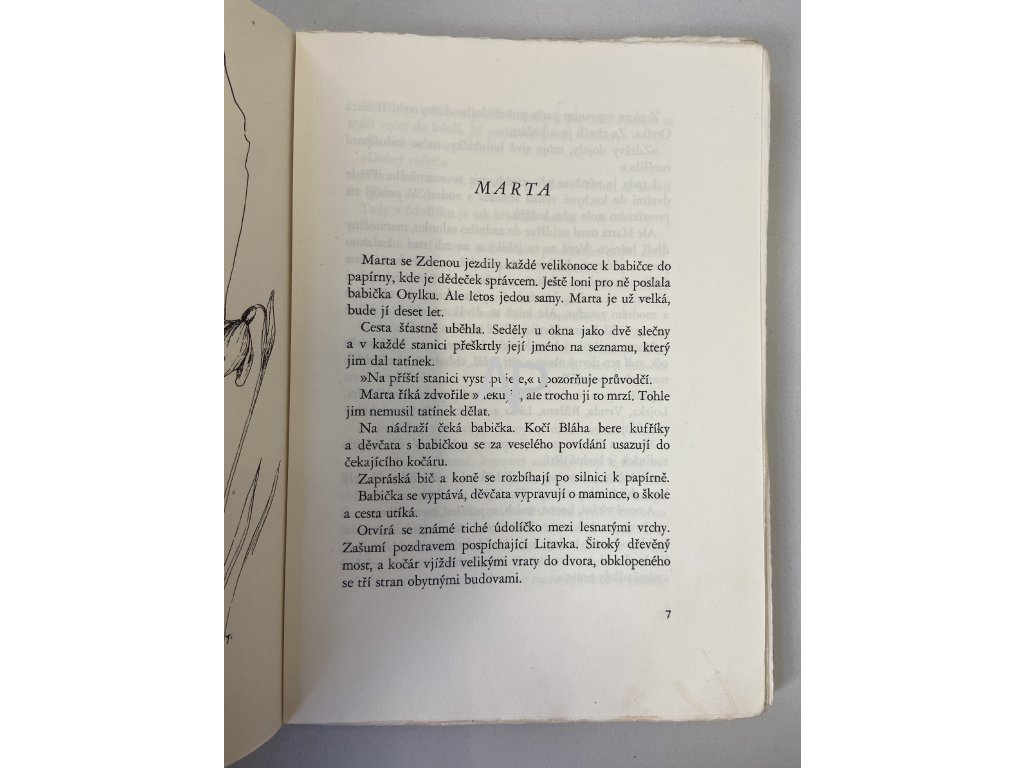 MARTA
Marta se Zdenou jezdily každé velikonoce k babičce do
papírny, kde je dědeček správcem. Ještě loni pro ně poslala
babička Otylku. Ale letos jedou samy. Marta je už velká,
bude jí deset let.
Cesta šťastně uběhla. Seděly u okna jako dvě slečny
a v každé stanici přeškrtly její jméno na seznamu, který
jim dal tatínek.
»Na příští stanici vystupujete,« upozorňuje průvodčí.
Marta říká zdvořile »děkuji«, ale trochu ji to mrzí. Tohle
jim nemusil tatínek dělat.
Na nádraží čeká babička. Kočí Bláha bere kuffíky
a děvčata s babičkou se za veselého povídání usazují do
čekajícího kočáru.
Zapráská bič a koně se rozbíhají po silnici k papírně.
Babička se vyptává, děvčata vypravují o mamince, o škole
a cesta utíká.
Otvírá se známé tiché údolíčko mezi lesnatými vrchy.
Zašumí pozdravem pospíchající Litavka. Široký dřevěný
most, a kočár vjíždí velikými vraty do dvora, obklopeného
se tří stran obytnými budovami.
7